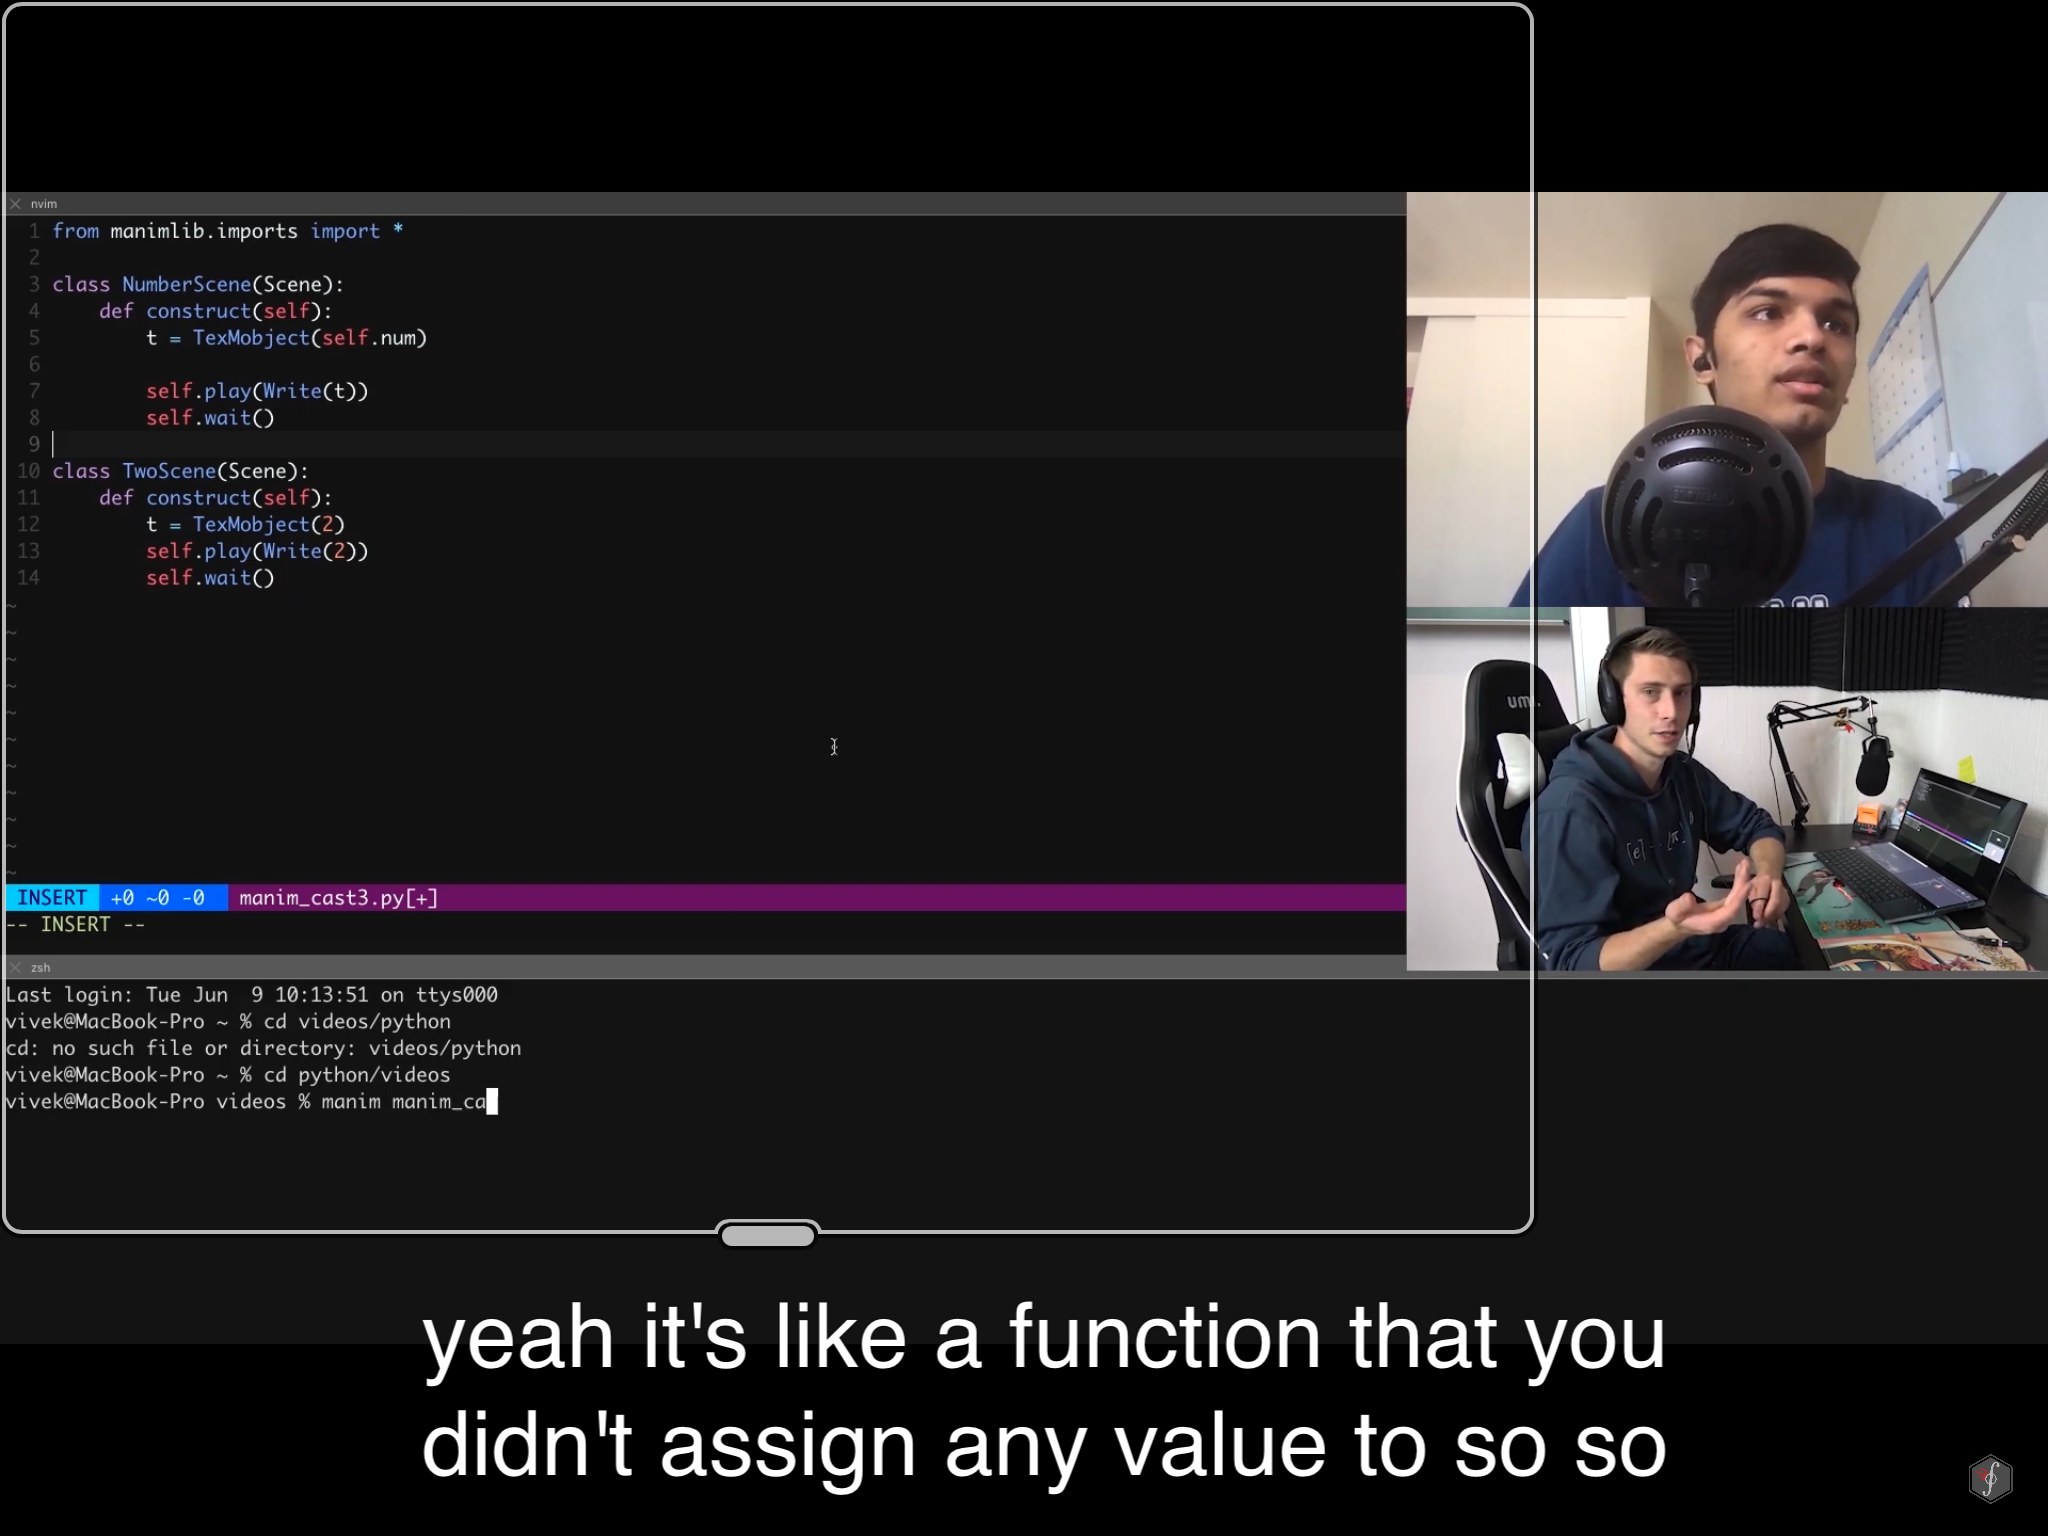 nvim
1 from manimlib.imports import *
2
3 class NumberScene(Scene):
4     def construct(self):
5         t = TexMobject(self.num)
6
7         self.play(Write(t))
8         self.wait()
9
10 class TwoScene(Scene):
11     def construct(self):
12         t = TexMobject(2)
13         self.play(Write(2))
14         self.wait()
~
~
~
~
~
~
~
~
~
~
~
INSERT +0 ~0 -0 manim_cast3.py[+]
-- INSERT --
zsh
Last login: Tue Jun  9 10:13:51 on ttys000
vivek@MacBook-Pro ~ % cd videos/python
cd: no such file or directory: videos/python
vivek@MacBook-Pro ~ % cd python/videos
vivek@MacBook-Pro videos % manim manim_ca
yeah it's like a function that you
didn't assign any value to so so